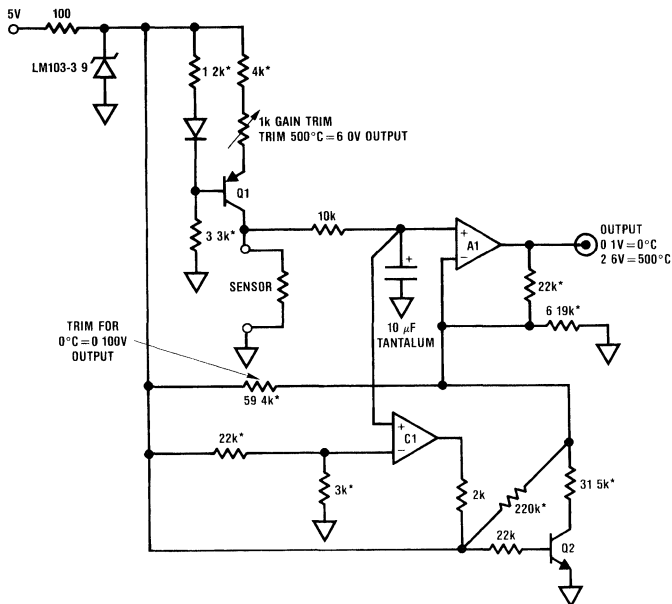 5V
100
LM103-3 9
1 2k*
4k*
1k GAIN TRIM
TRIM 500°C = 6 0V OUTPUT
Q1
3 3k*
10k
A1
+
−
OUTPUT
0 1V = 0°C
2 6V = 500°C
SENSOR
+
10 μF
TANTALUM
22k*
6 19k*
TRIM FOR
0°C = 0 100V
OUTPUT
59 4k*
22k*
+
−
C1
3k*
2k
220k*
31 5k*
22k
Q2